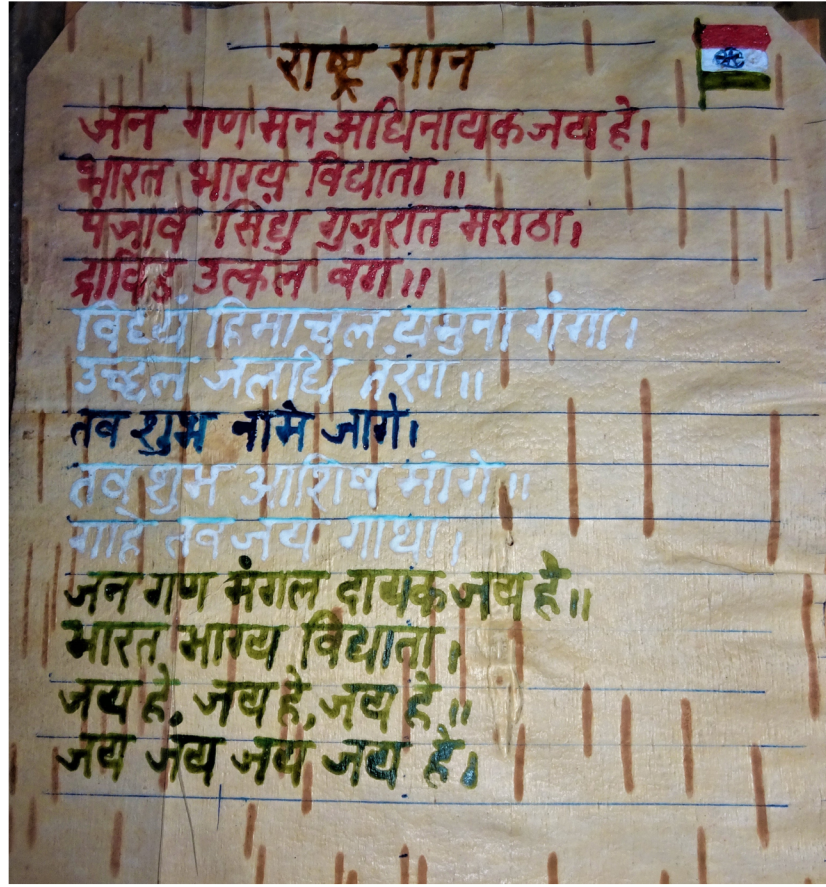 राष्ट्र गान
जन गण मन अधिनायक जय हे।
भारत भाग्य विधाता॥
पंजाब सिंधु गुजरात मराठा।
द्राविड़ उत्कल बंग॥
विंध्य हिमाचल यमुना गंगा।
उच्छल जलधि तरंग॥
तव शुभ नामे जागे।
तव शुभ आशिष मांगे॥
गाहे तव जय गाथा।
जन गण मंगल दायक जय हे॥
भारत भाग्य विधाता।
जय हे, जय हे, जय हे॥
जय जय जय जय हे।